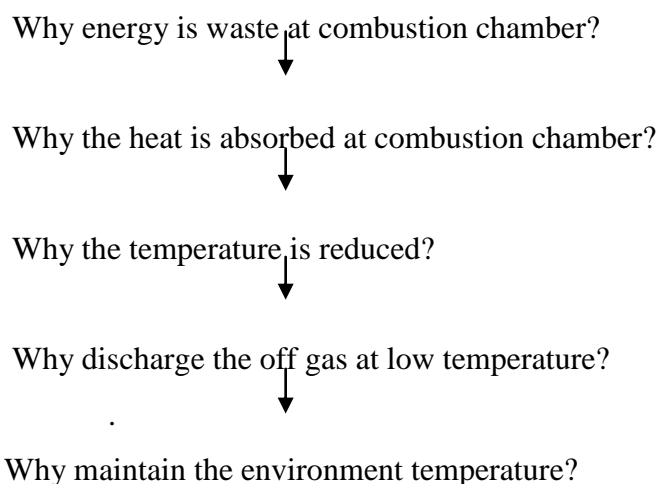 Why energy is waste at combustion chamber?
Why the heat is absorbed at combustion chamber?
Why the temperature is reduced?
Why discharge the off gas at low temperature?
.
Why maintain the environment temperature?